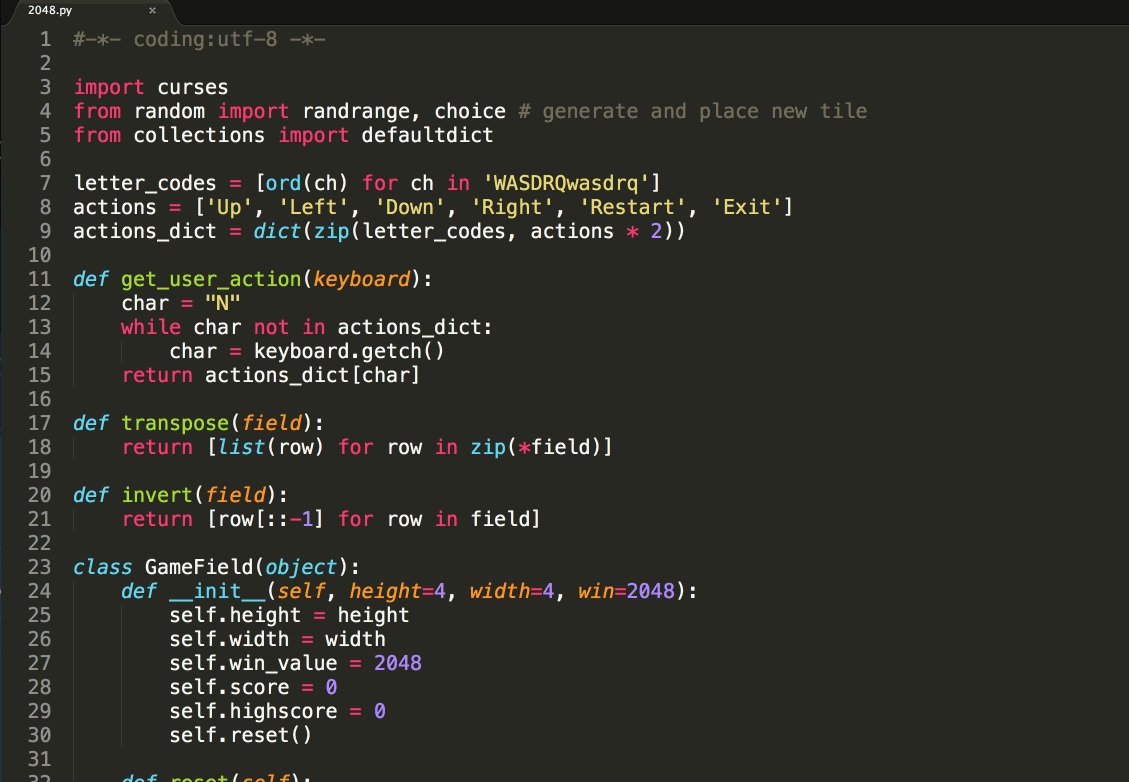 2048.py ×
1 #-*- coding:utf-8 -*-
2
3 import curses
4 from random import randrange, choice # generate and place new tile
5 from collections import defaultdict
6
7 letter_codes = [ord(ch) for ch in 'WASDRQwasdrq']
8 actions = ['Up', 'Left', 'Down', 'Right', 'Restart', 'Exit']
9 actions_dict = dict(zip(letter_codes, actions * 2))
10
11 def get_user_action(keyboard):
12     char = "N"
13     while char not in actions_dict:
14         char = keyboard.getch()
15     return actions_dict[char]
16
17 def transpose(field):
18     return [list(row) for row in zip(*field)]
19
20 def invert(field):
21     return [row[::-1] for row in field]
22
23 class GameField(object):
24     def __init__(self, height=4, width=4, win=2048):
25         self.height = height
26         self.width = width
27         self.win_value = 2048
28         self.score = 0
29         self.highscore = 0
30         self.reset()
31
32     def reset(self):